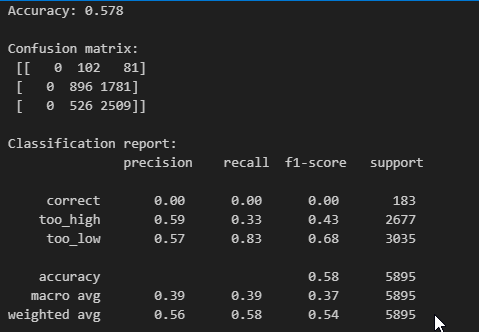 Accuracy: 0.578
Confusion matrix:
[[   0  102   81]
[   0  896 1781]
[   0  526 2509]]
Classification report:
precision    recall  f1-score   support
correct       0.00      0.00      0.00       183
too_high       0.59      0.33      0.43      2677
too_low       0.57      0.83      0.68      3035
accuracy                           0.58      5895
macro avg       0.39      0.39      0.37      5895
weighted avg       0.56      0.58      0.54      5895